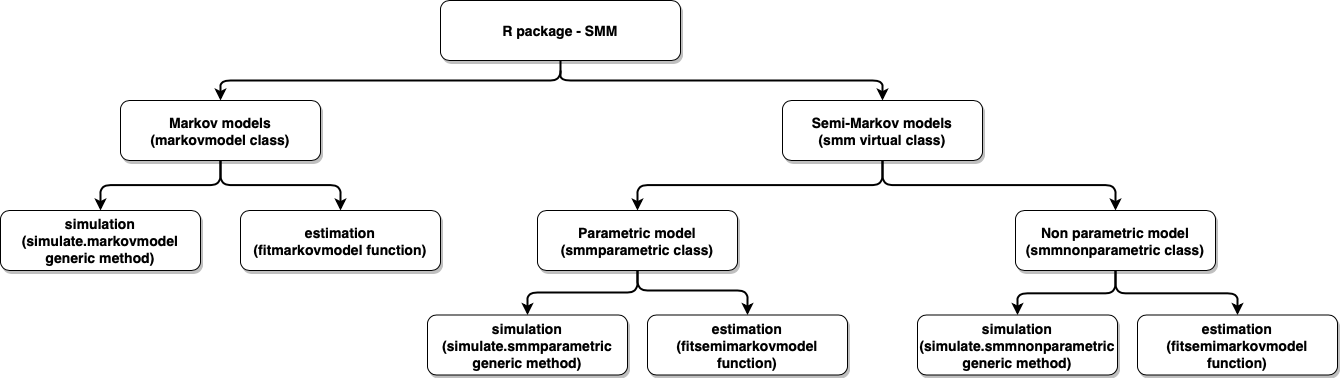 R package - SMM
Markov models
(markovmodel class)
Semi-Markov models
(smm virtual class)
simulation
(simulate.markovmodel
generic method)
estimation
(fitmarkovmodel function)
Parametric model
(smmparametric class)
Non parametric model
(smmnonparametric class)
simulation
(simulate.smmparametric
generic method)
estimation
(fitsemimarkovmodel
function)
simulation
(simulate.smmnonparametric
generic method)
estimation
(fitsemimarkovmodel
function)